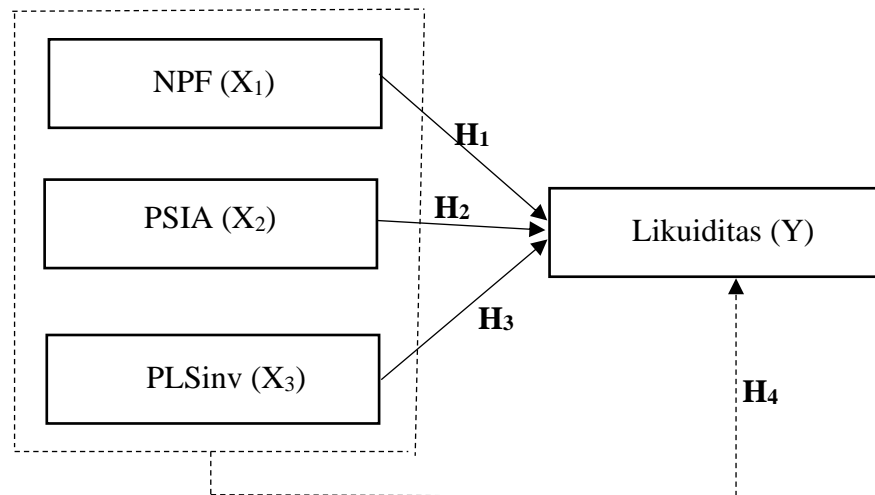 NPF (X₁)
H₁
PSIA (X₂)
H₂
Likuiditas (Y)
H₃
PLSinv (X₃)
H₄